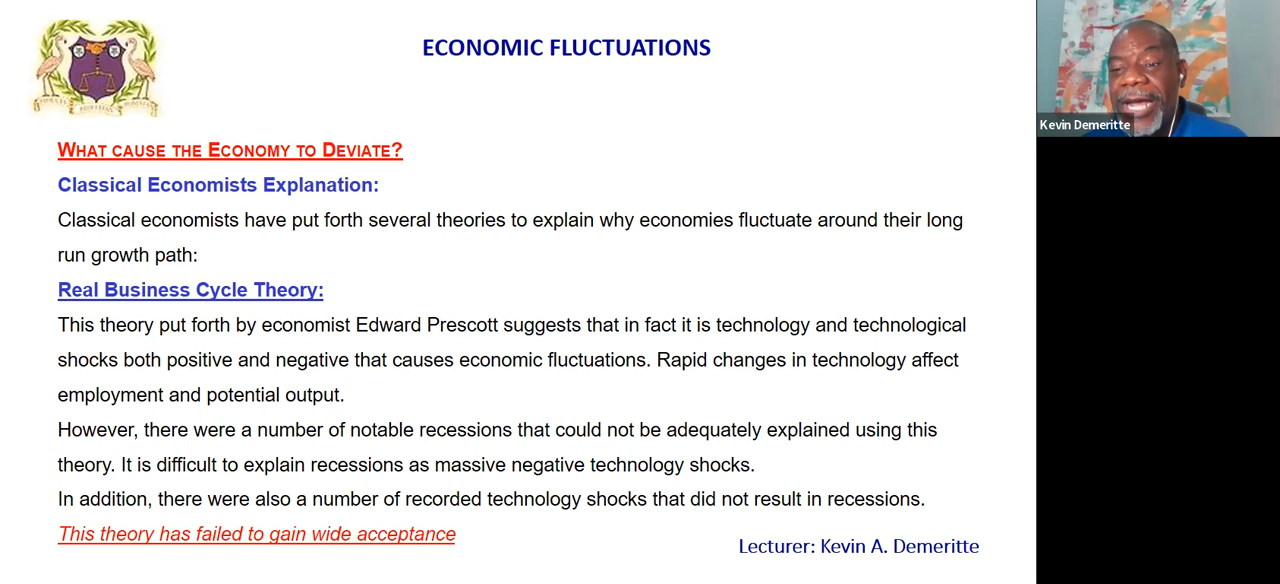 ECONOMIC FLUCTUATIONS
Kevin Demeritte
WHAT CAUSE THE ECONOMY TO DEVIATE?
Classical Economists Explanation:
Classical economists have put forth several theories to explain why economies fluctuate around their long
run growth path:
Real Business Cycle Theory:
This theory put forth by economist Edward Prescott suggests that in fact it is technology and technological
shocks both positive and negative that causes economic fluctuations. Rapid changes in technology affect
employment and potential output.
However, there were a number of notable recessions that could not be adequately explained using this
theory. It is difficult to explain recessions as massive negative technology shocks.
In addition, there were also a number of recorded technology shocks that did not result in recessions.
This theory has failed to gain wide acceptance
Lecturer: Kevin A. Demeritte